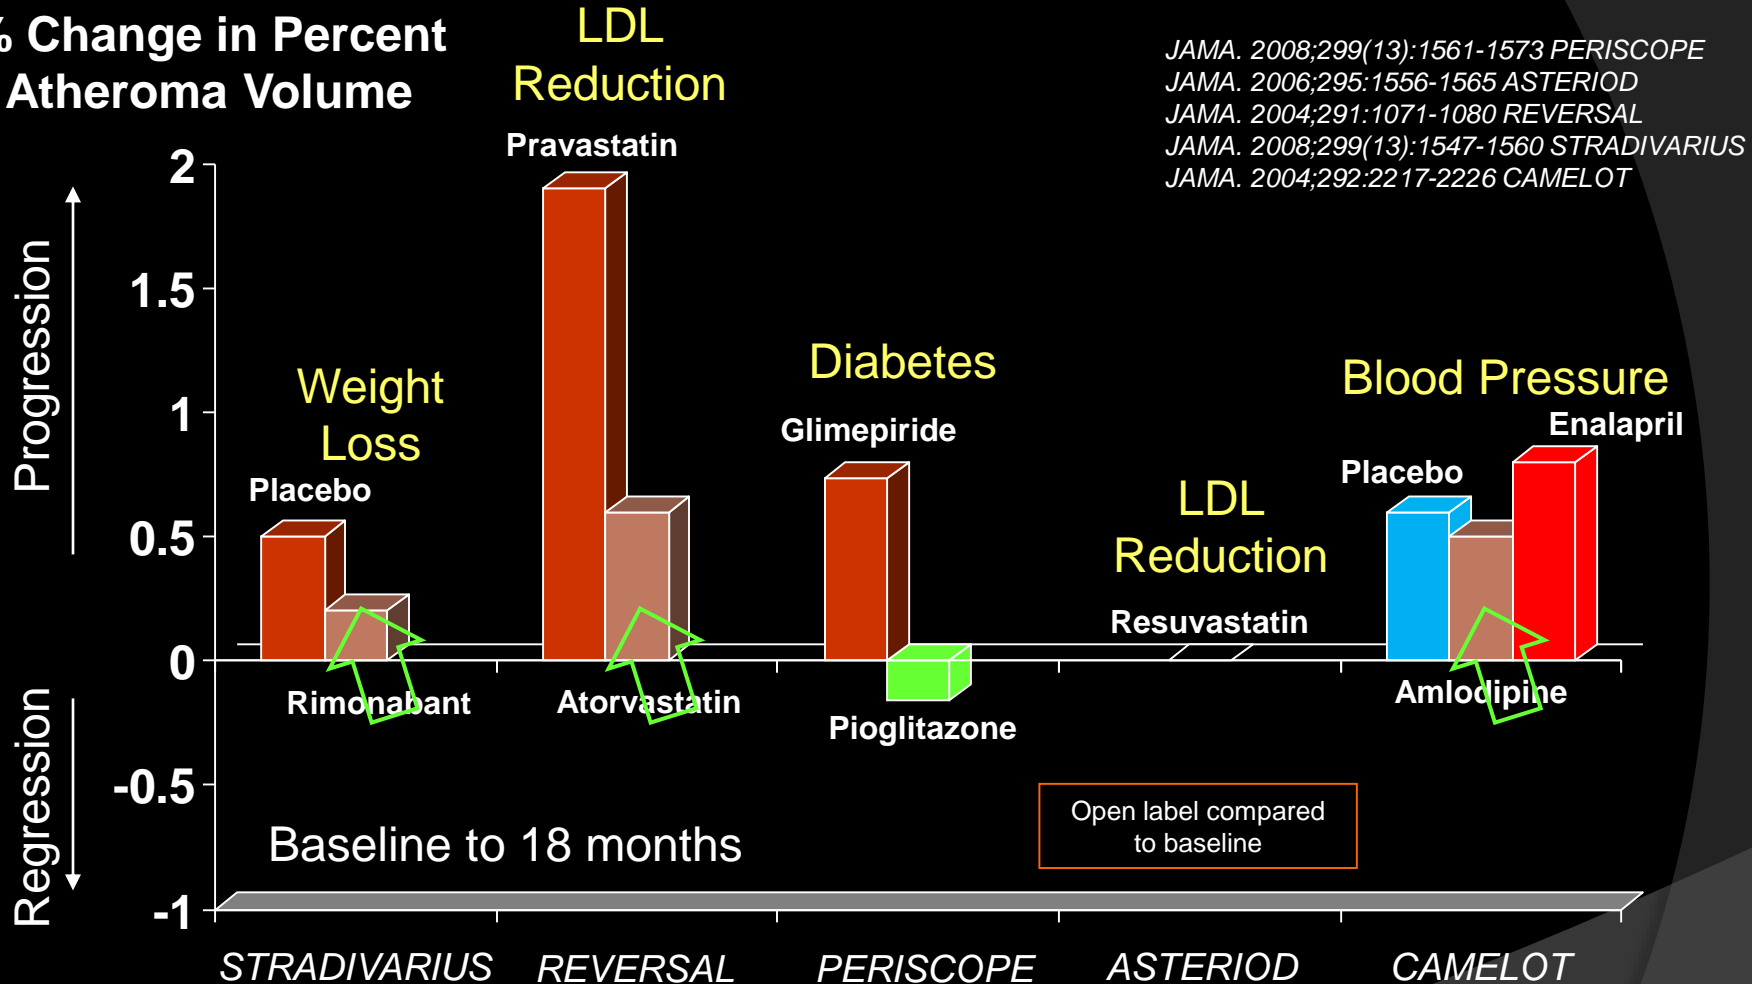 % Change in Percent
Atheroma Volume
LDL
Reduction
JAMA. 2008;299(13):1561-1573 PERISCOPE
JAMA. 2006;295:1556-1565 ASTERIOD
JAMA. 2004;291:1071-1080 REVERSAL
JAMA. 2008;299(13):1547-1560 STRADIVARIUS
JAMA. 2004;292:2217-2226 CAMELOT
Pravastatin
2
1.5
1
0.5
0
-0.5
-1
Progression
Regression
Weight
Loss
Placebo
Rimonabant
Atorvastatin
Diabetes
Glimepiride
Pioglitazone
LDL
Reduction
Resuvastatin
Blood Pressure
Enalapril
Placebo
Amlodipine
Open label compared
to baseline
Baseline to 18 months
STRADIVARIUS
REVERSAL
PERISCOPE
ASTERIOD
CAMELOT